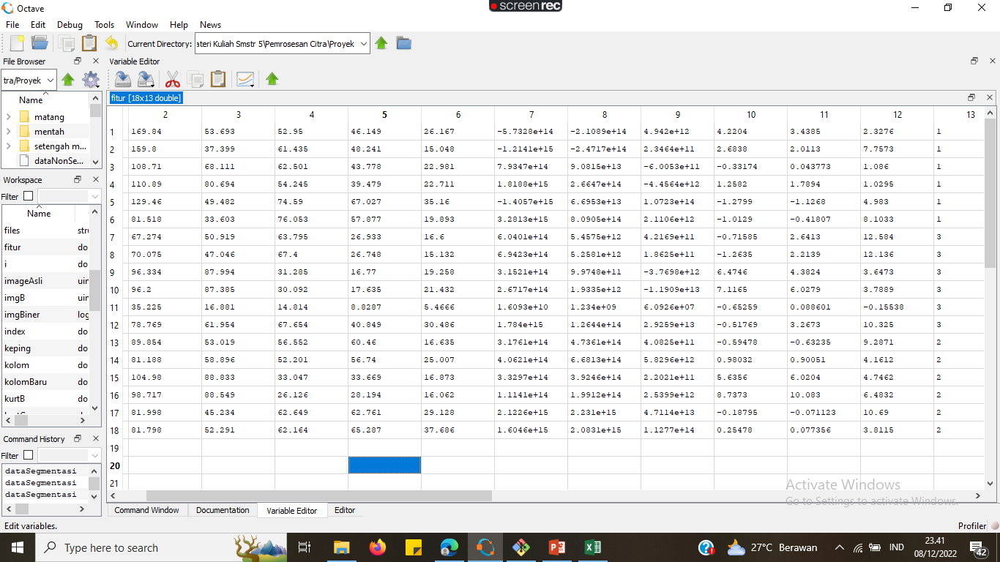 screenrec
Octave
File Edit Debug Tools Window Help News
Current Directory: ateri Kuliah Smstr 5\Pemrosesan Citra\Proyek
File Browser
tra/Proyek
Name
matang
mentah
setengah m...
dataNonSe...
Workspace
Filter
Name
files stru
fitur do
i do
imageAsli uin
imgB uin
imgBiner log
index do
keping do
kolom do
kolomBaru do
kurtB do
Command History
Filter
dataSegmentasi
dataSegmentasi
dataSegmentasi
Variable Editor
fitur [18x13 double]
2 3 4 5 6 7 8 9 10 11 12 13
1 169.84 53.693 52.95 46.149 26.167 -5.7328e+14 -2.1089e+14 4.942e+12 4.2204 3.4385 2.3276 1
2 159.8 37.399 61.435 48.241 15.048 -1.2141e+15 -2.4717e+14 2.3464e+11 2.6838 2.0113 7.7573 1
3 108.71 68.111 62.501 43.778 22.981 7.9347e+14 9.0815e+13 -6.0053e+11 -0.33174 0.043773 1.086 1
4 110.89 80.694 54.245 39.479 22.711 1.8188e+15 2.6647e+14 -4.4564e+12 1.2582 1.7894 1.0295 1
5 129.46 49.482 74.59 67.027 35.16 -1.4057e+15 6.6953e+13 1.0723e+14 -1.2799 -1.1268 4.983 1
6 81.518 33.603 76.053 57.877 19.893 3.2813e+15 8.0905e+14 2.1106e+12 -1.0129 -0.41807 8.1033 1
7 67.274 50.919 63.795 26.933 16.6 6.0401e+14 5.4575e+12 4.2169e+11 -0.71585 2.6413 12.584 3
8 70.075 47.046 67.4 26.748 15.132 6.9423e+14 5.2581e+12 1.8625e+11 -1.2635 2.2139 12.136 3
9 96.334 87.994 31.285 16.77 19.258 3.1521e+14 9.9748e+11 -3.7698e+12 6.4746 4.3824 3.6473 3
10 96.2 87.385 30.092 17.635 21.432 2.6717e+14 1.9335e+12 -1.1909e+13 7.1165 6.0279 3.7889 3
11 35.225 16.881 14.814 8.8287 5.4666 1.6093e+10 1.234e+09 6.0926e+07 -0.65259 0.088601 -0.15538 3
12 78.769 61.954 67.654 40.849 30.486 1.784e+15 1.2644e+14 2.9259e+13 -0.51769 3.2673 10.325 3
13 89.854 53.019 56.552 60.46 16.635 3.1761e+14 4.7361e+14 4.0825e+11 -0.59478 -0.63235 9.2871 2
14 81.188 58.896 52.201 56.74 25.007 4.0621e+14 6.6813e+14 5.8296e+12 0.98032 0.90051 4.1612 2
15 104.98 88.833 33.047 33.669 16.873 3.3297e+14 3.9246e+14 2.2021e+11 5.6356 6.0204 4.7462 2
16 98.717 88.549 26.126 28.194 16.062 1.1141e+14 1.9912e+14 2.5399e+12 8.7373 10.083 6.4832 2
17 81.998 45.234 62.649 62.761 29.128 2.1226e+15 2.231e+15 4.7114e+13 -0.18795 -0.071123 10.69 2
18 81.798 52.291 62.164 65.287 37.686 1.6046e+15 2.0831e+15 1.1277e+14 0.25478 0.077356 3.8115 2
19
20
21
Activate Windows
Go to Settings to activate Windows.
Command Window Documentation Variable Editor Editor
Edit variables. Profiler
Type here to search
27°C Berawan
IND
23.41
08/12/2022
42